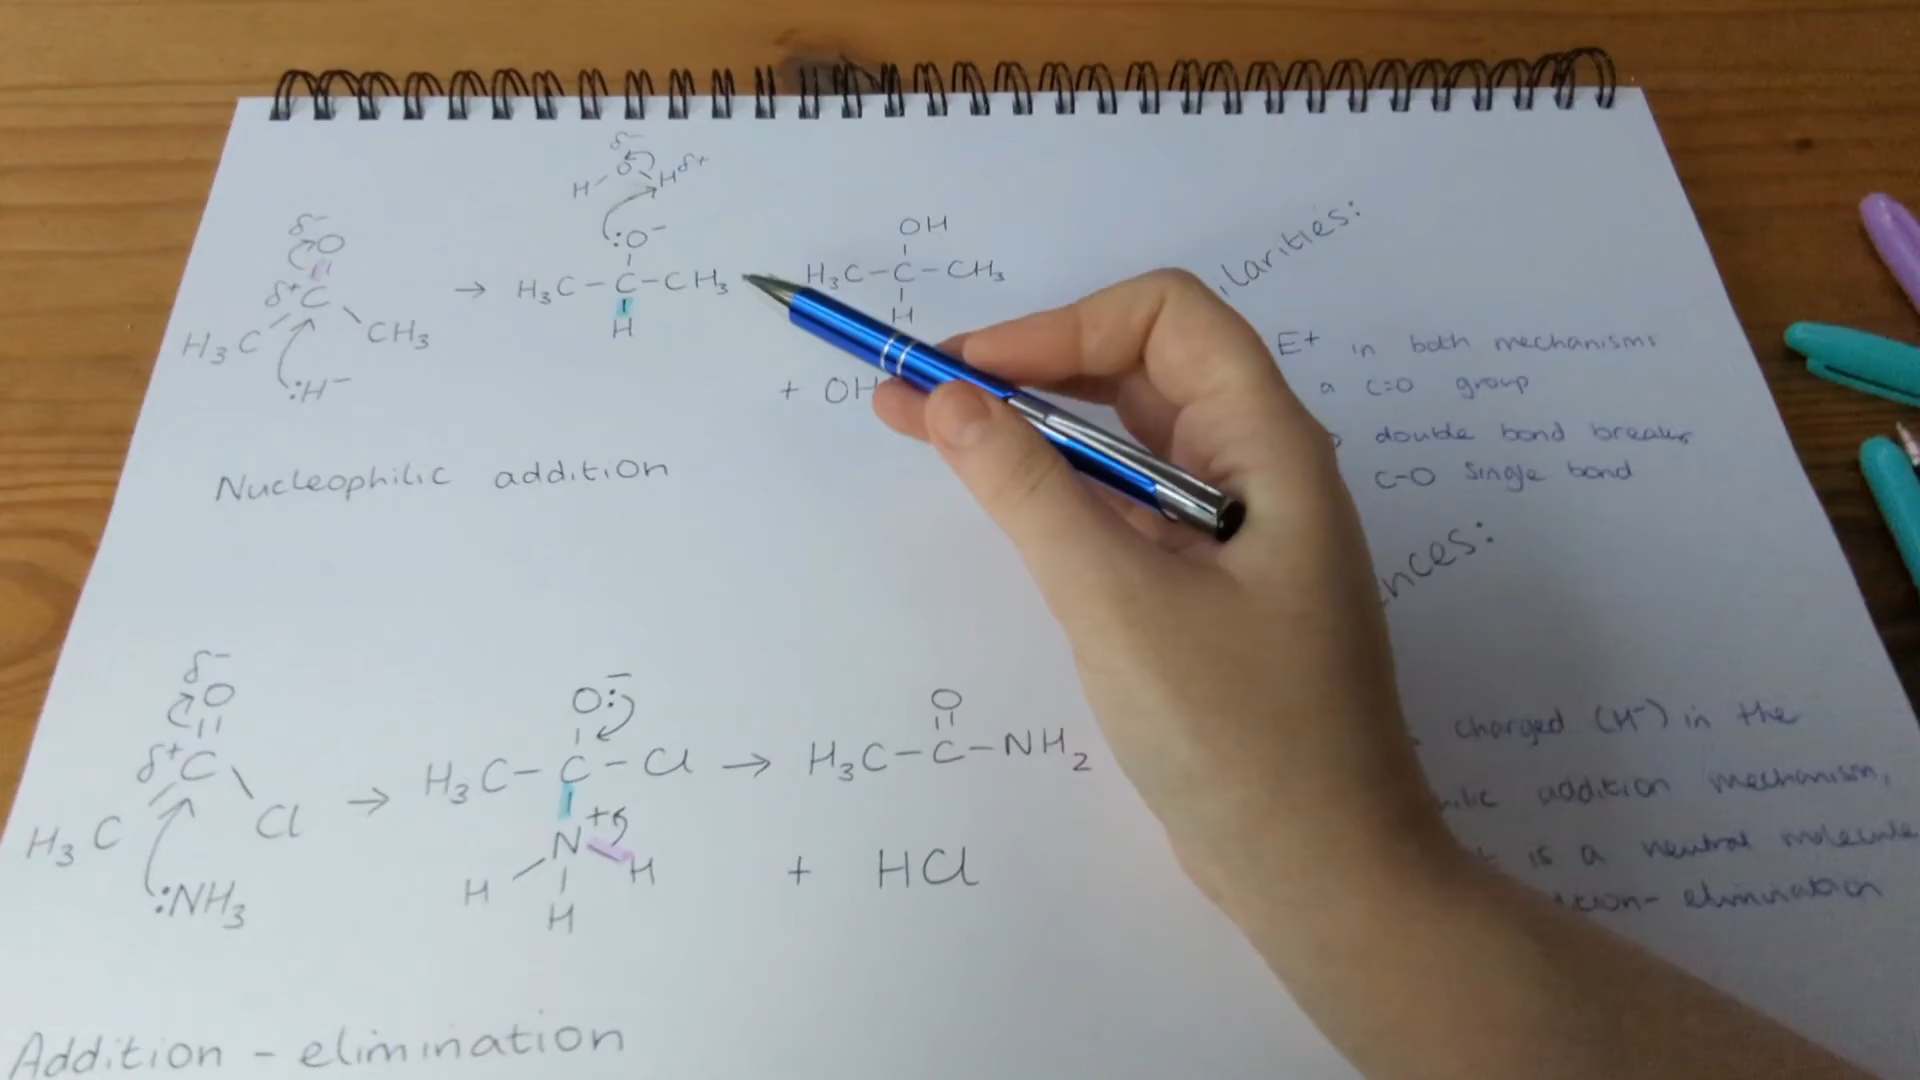 δ-
H O H δ+
δ-
O
δ+ C
H3C CH3
:H-
→
:O-
H3C-C-CH3
H
OH
H3C-C-CH3
H
+ OH
Nucleophilic addition
δ-
O
δ+ C
H3C Cl
:NH3
→
O:-
H3C-C-Cl
N+
H H H
→
O
H3C-C-NH2
+ HCl
Addition - elimination
ilarities:
E+ in both mechanisms
a C=O group
double bond breaks
C-O single bond
nces:
charged (H-) in the
addition mechanism,
is a neutral molecule
elimination